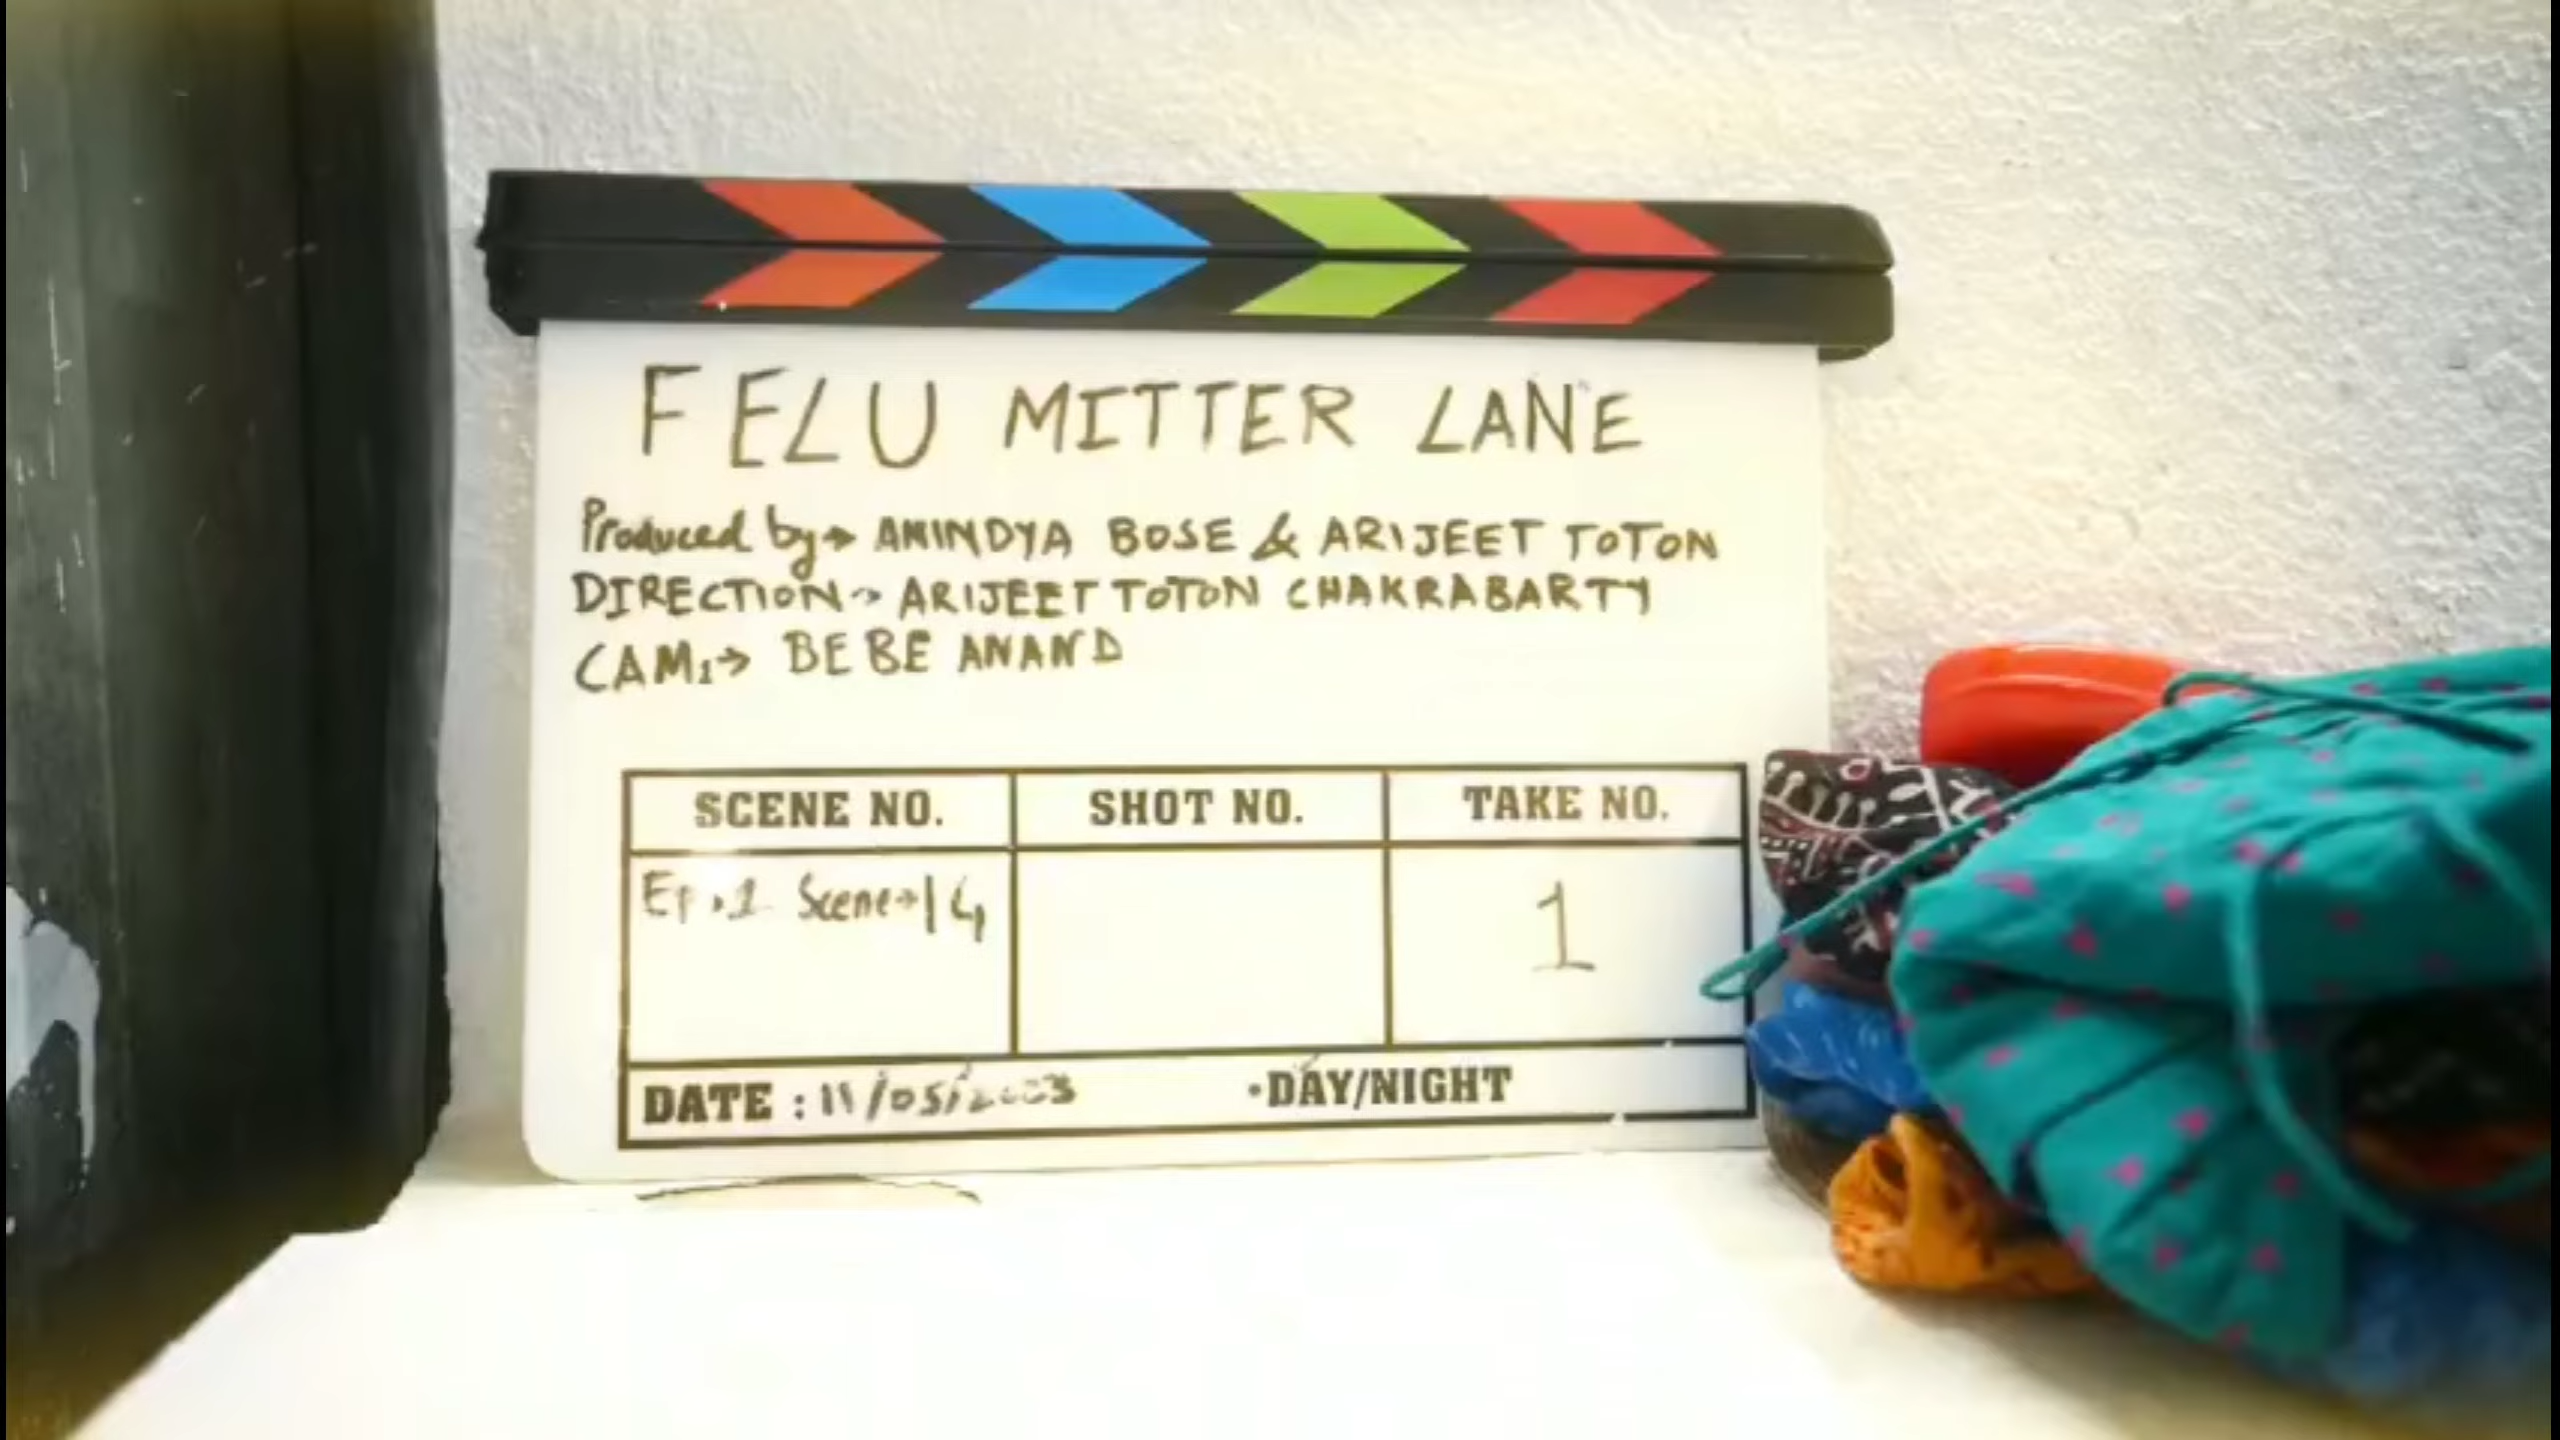 FELU MITTER LANE
Produced by → ANINDYA BOSE & ARIJEET TOTON
DIRECTION → ARIJEET TOTON CHAKRABARTY
CAM1 → BEBE ANAND
SCENE NO. SHOT NO. TAKE NO.
Ep.1 Scene→14 1
DATE : 11/05/2023 •DAY/NIGHT